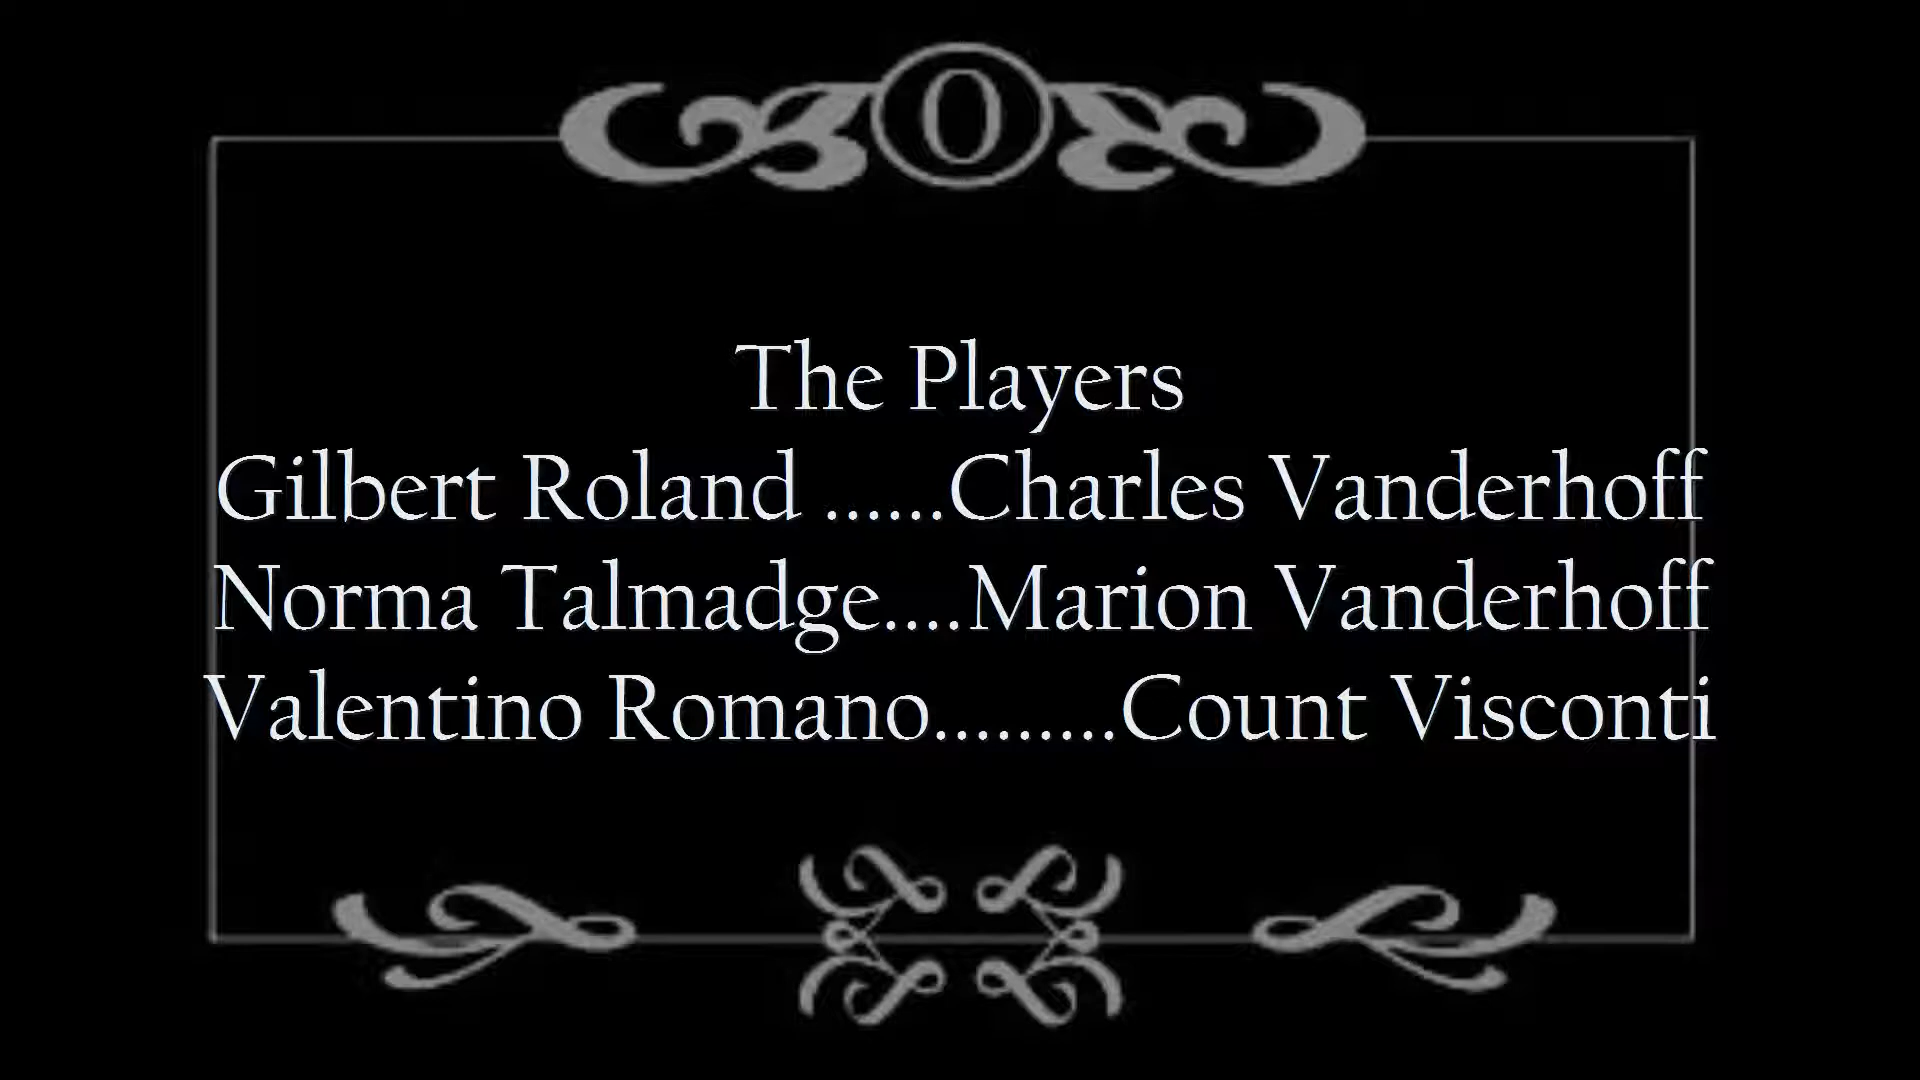 O
The Players
Gilbert Roland ......Charles Vanderhoff
Norma Talmadge....Marion Vanderhoff
Valentino Romano.........Count Visconti